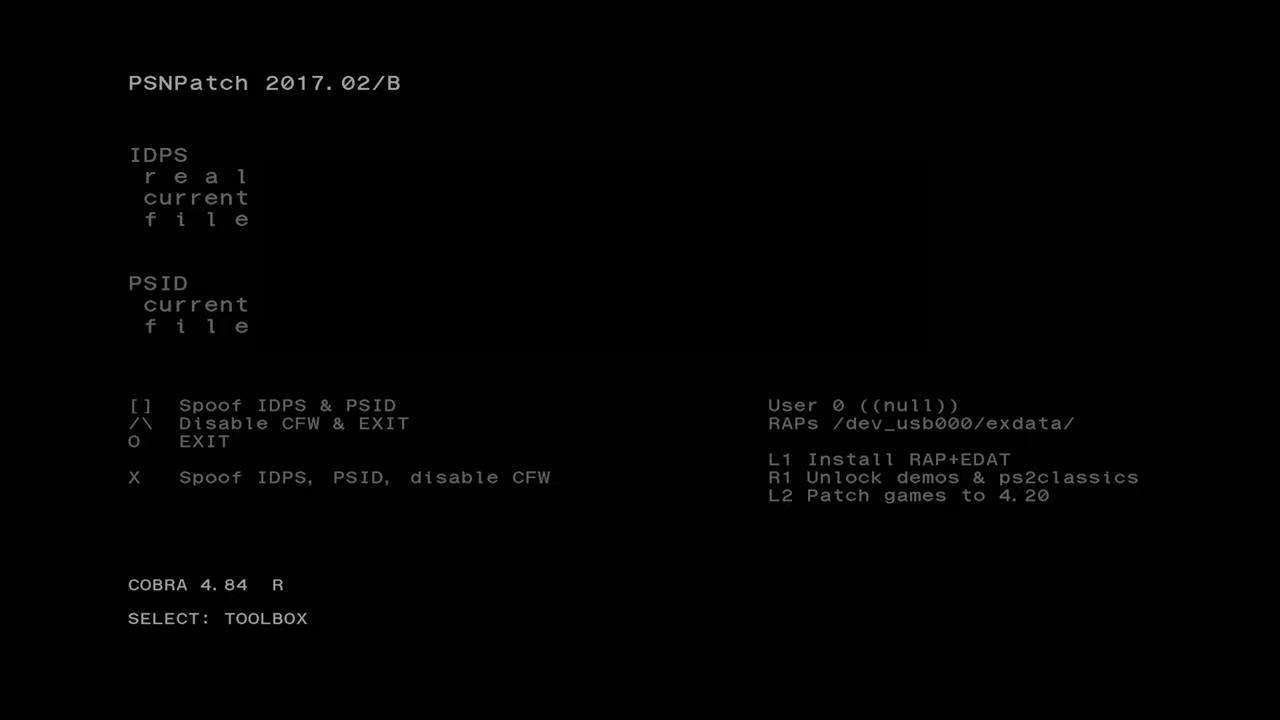 PSNPatch 2017.02/B
IDPS
r e a l
current
f i l e
PSID
current
f i l e
[] Spoof IDPS & PSID
/\ Disable CFW & EXIT
O EXIT
X Spoof IDPS, PSID, disable CFW
User 0 ((null))
RAPs /dev_usb000/exdata/
L1 Install RAP+EDAT
R1 Unlock demos & ps2classics
L2 Patch games to 4.20
COBRA 4.84 R
SELECT: TOOLBOX